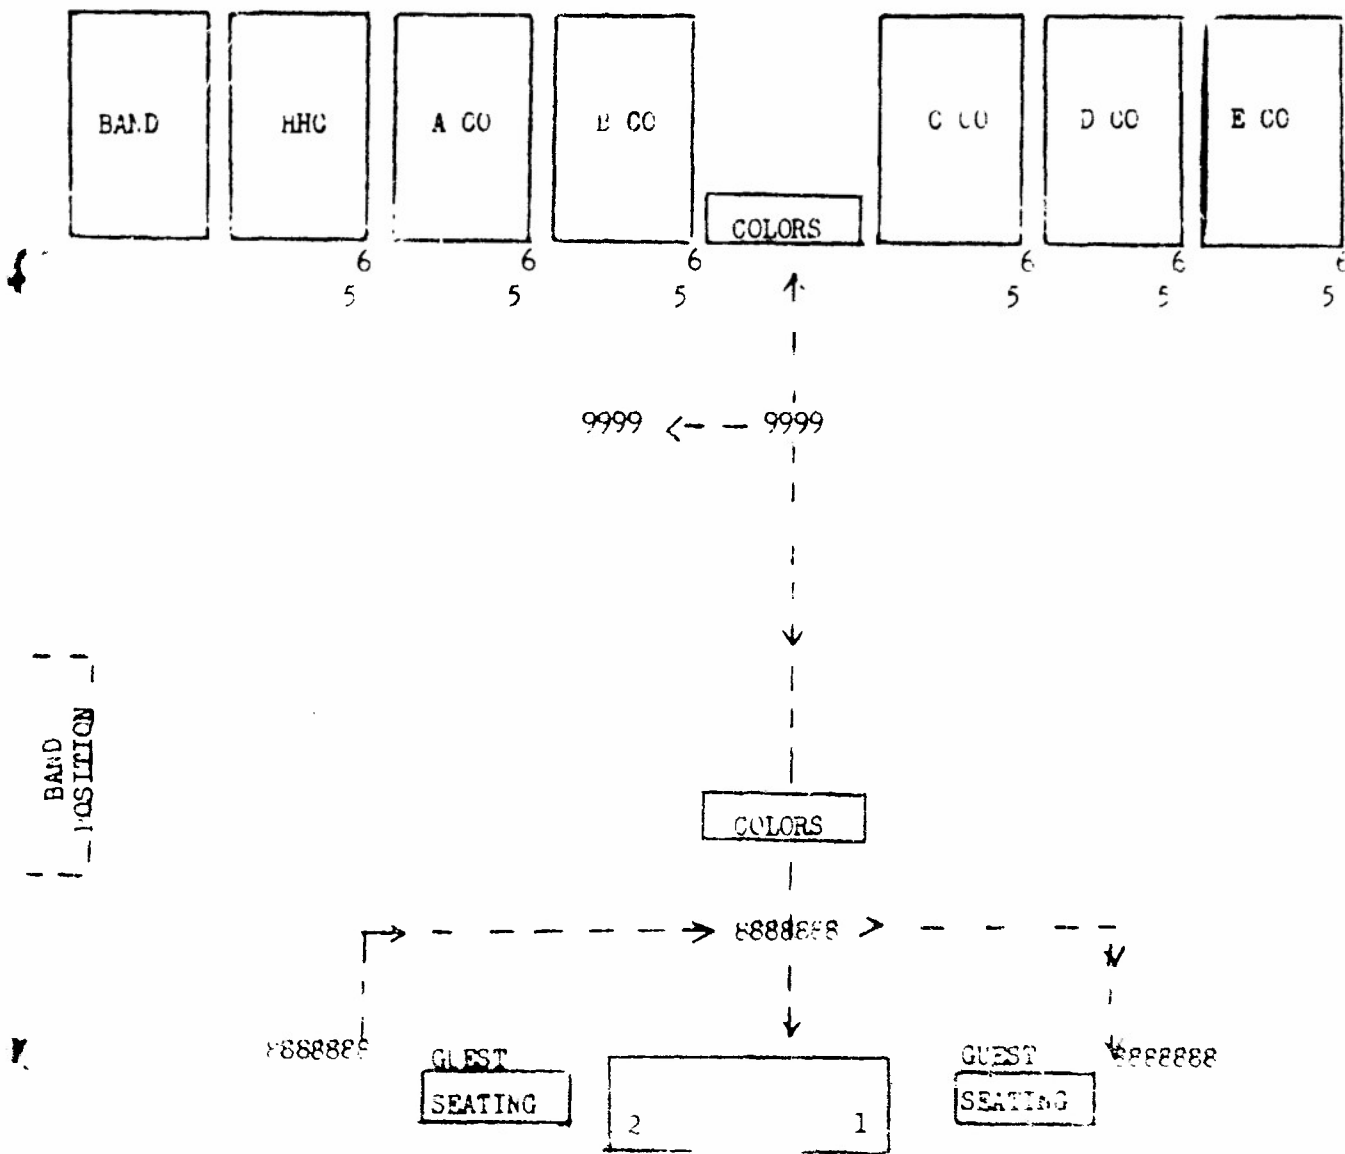 BAND HHC A CO B CO C CO D CO E CO
COLORS
6 6 6 6 6 6
5 5 5 5 5 5
9999 9999
BAND
POSITION
COLORS
8888888
8888888 GUEST GUEST 8888888
SEATING SEATING
2 1